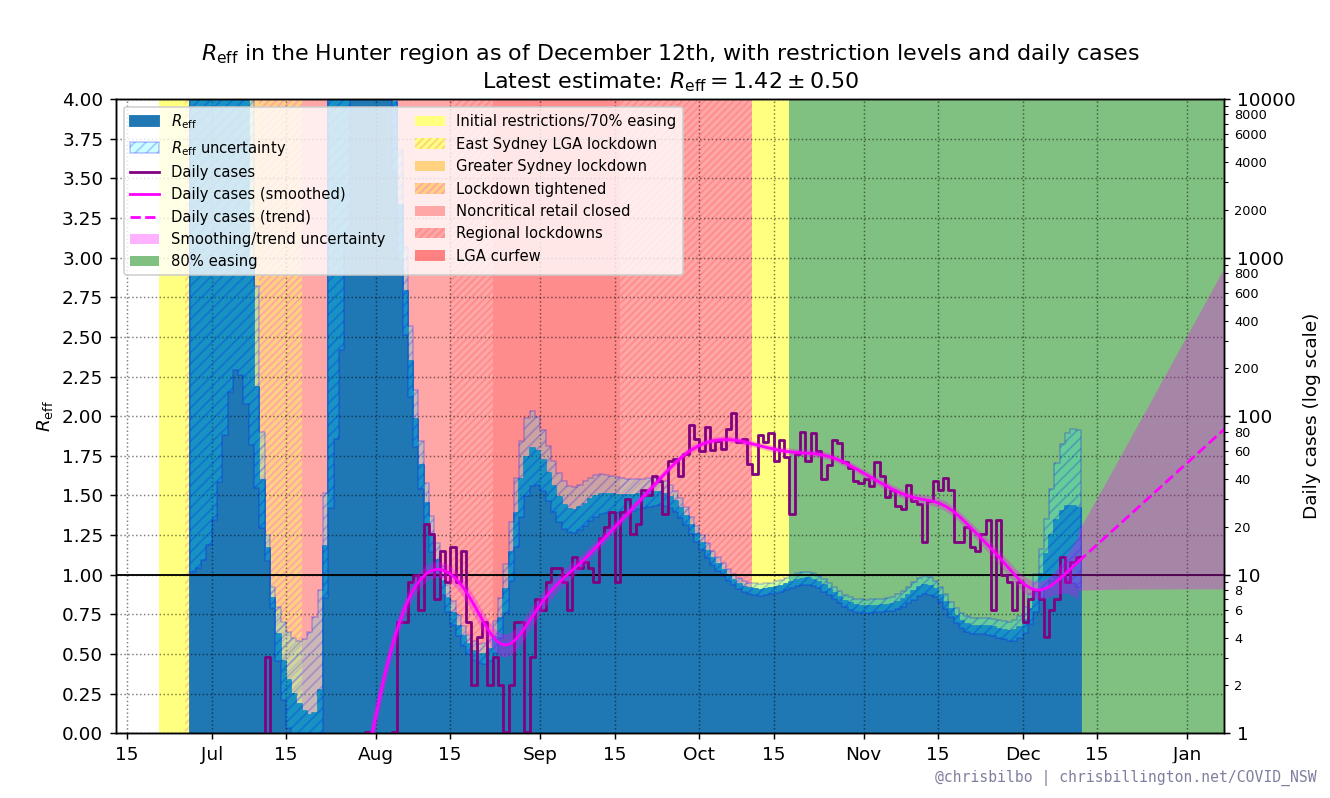 R_eff in the Hunter region as of December 12th, with restriction levels and daily cases
Latest estimate: R_eff = 1.42 ± 0.50
R_eff
R_eff uncertainty
Daily cases
Daily cases (smoothed)
Daily cases (trend)
Smoothing/trend uncertainty
80% easing
Initial restrictions/70% easing
East Sydney LGA lockdown
Greater Sydney lockdown
Lockdown tightened
Noncritical retail closed
Regional lockdowns
LGA curfew
4.00
3.75
3.50
3.25
3.00
2.75
2.50
2.25
2.00
1.75
1.50
1.25
1.00
0.75
0.50
0.25
0.00
R_eff
10000
8000
6000
4000
2000
1000
800
600
400
200
100
80
60
40
20
10
8
6
4
2
1
Daily cases (log scale)
15 Jul 15 Aug 15 Sep 15 Oct 15 Nov 15 Dec 15 Jan
@chrisbilbo | chrisbillington.net/COVID_NSW